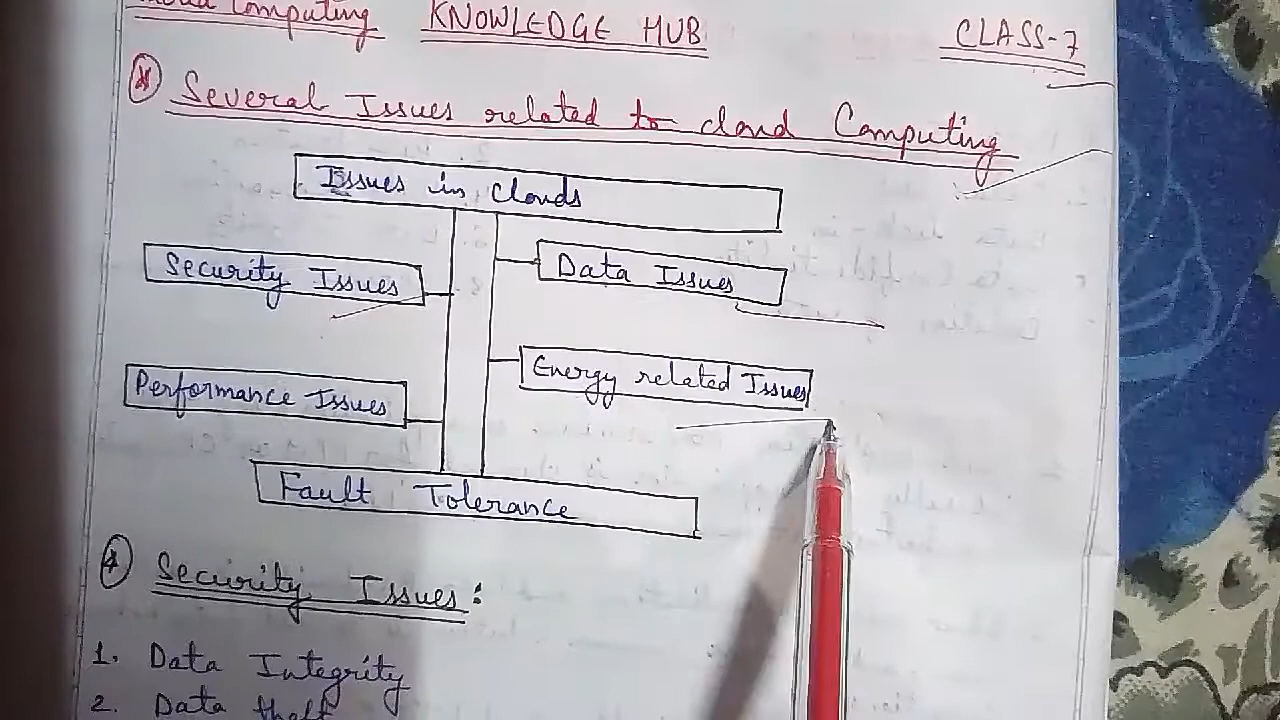 Computing KNOWLEDGE HUB CLASS-7
Several Issues related to cloud Computing
Issues in clouds
Security Issues
Data Issues
Performance Issues
Energy related Issues
Fault Tolerance
Security Issues:
1. Data Integrity
2. Data theft